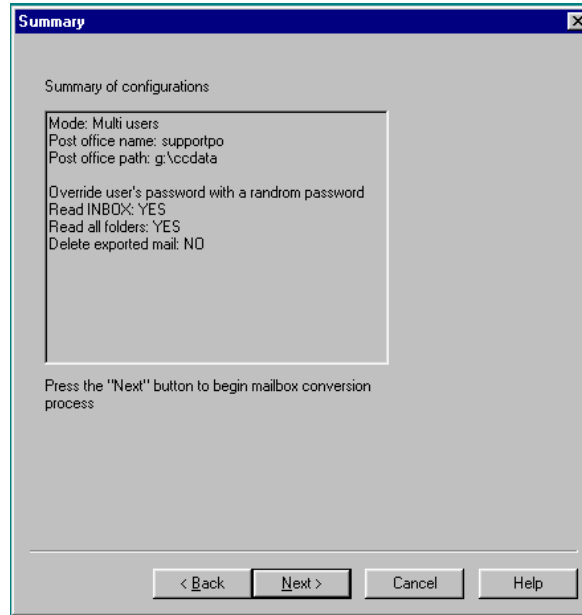 Summary
Summary of configurations
Mode: Multi users
Post office name: supportpo
Post office path: g:\ccdata
Override user's password with a randrom password
Read INBOX: YES
Read all folders: YES
Delete exported mail: NO
Press the "Next" button to begin mailbox conversion
process
< Back
Next >
Cancel
Help